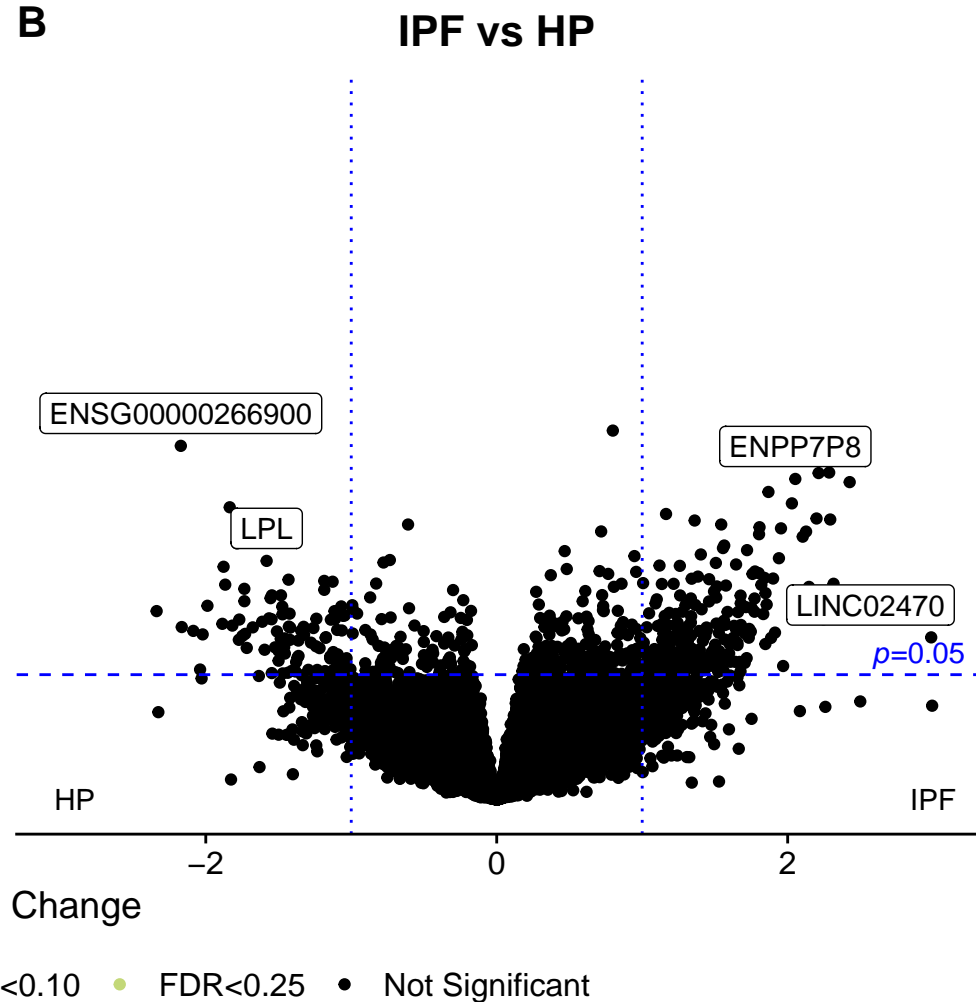 B
IPF vs HP
ENSG00000266900
ENPP7P8
LPL
LINC02470
p=0.05
HP
IPF
−2
0
2
Change
<0.10
FDR<0.25
Not Significant